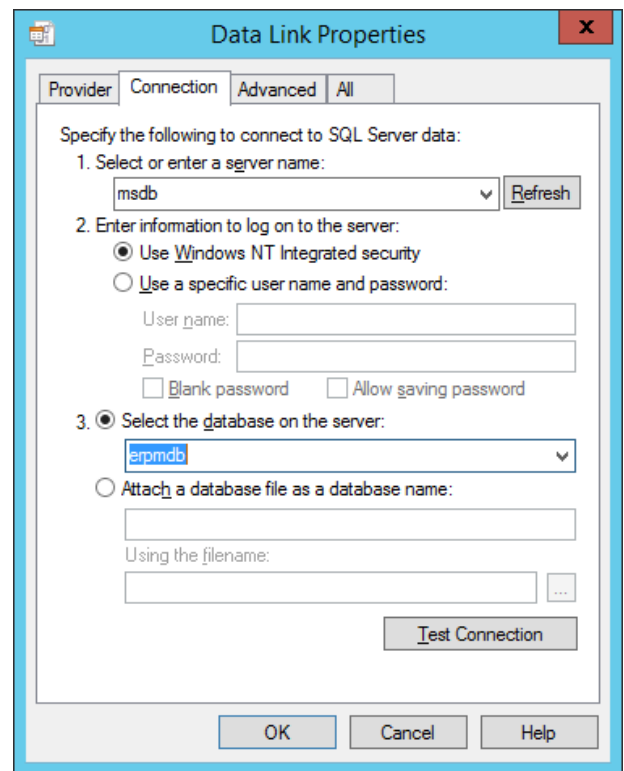 Data Link Properties
x
Provider Connection Advanced All
Specify the following to connect to SQL Server data:
1. Select or enter a server name:
msdb Refresh
2. Enter information to log on to the server:
Use Windows NT Integrated security
Use a specific user name and password:
User name:
Password:
Blank password Allow saving password
3. Select the database on the server:
erpmdb
Attach a database file as a database name:
Using the filename:
...
Test Connection
OK Cancel Help